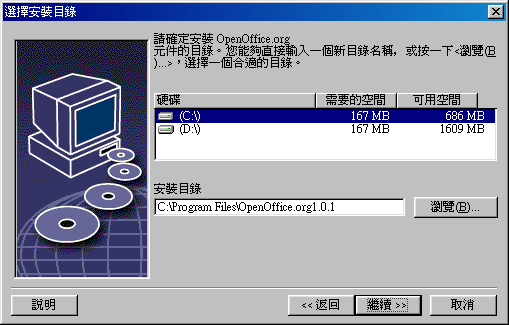 選擇安裝目錄
請確定安裝 OpenOffice.org
元件的目錄。您能夠直接輸入一個新目錄名稱，或按一下<瀏覽(B
)...>，選擇一個合適的目錄。
硬碟 需要的空間 可用空間
(C:\) 167 MB 686 MB
(D:\) 167 MB 1609 MB
安裝目錄
C:\Program Files\OpenOffice.org1.0.1 瀏覽(B)...
說明 << 返回 繼續 >> 取消